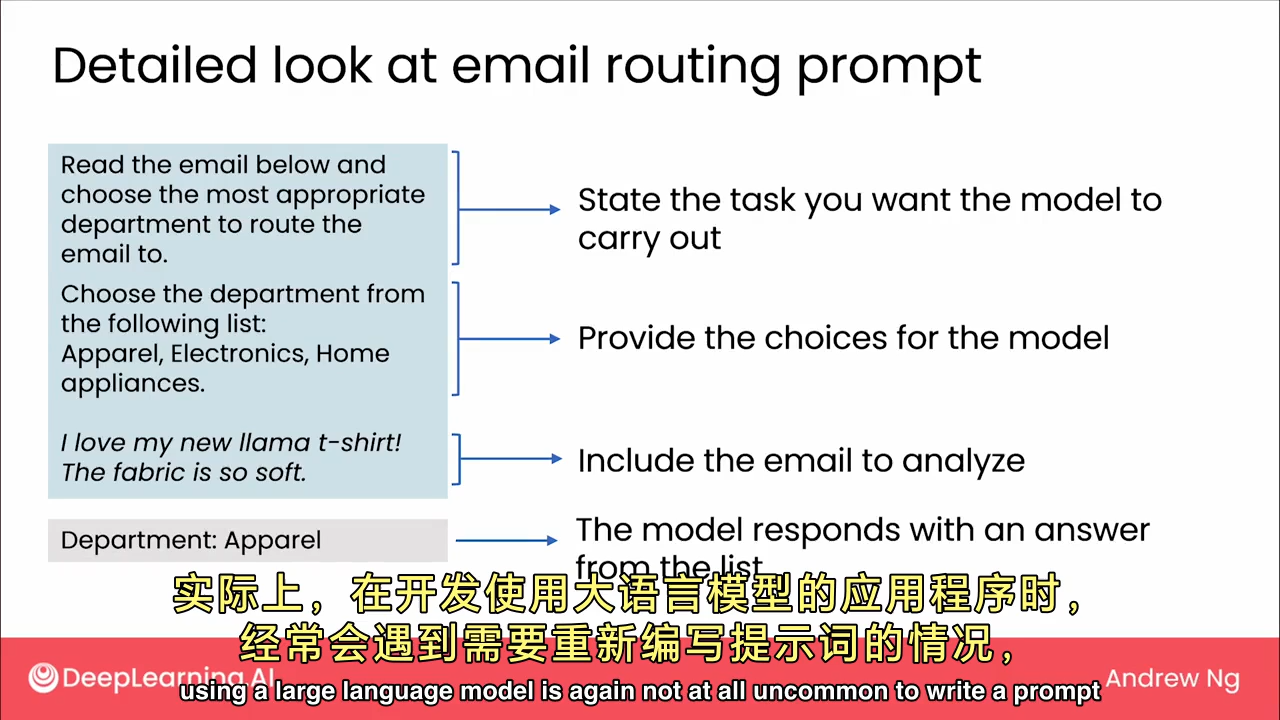 Detailed look at email routing prompt
Read the email below and
choose the most appropriate
department to route the
email to.
State the task you want the model to
carry out
Choose the department from
the following list:
Apparel, Electronics, Home
appliances.
Provide the choices for the model
I love my new llama t-shirt!
The fabric is so soft.
Include the email to analyze
Department: Apparel
The model responds with an answer
from the list
实际上，在开发使用大语言模型的应用程序时，
经常会遇到需要重新编写提示词的情况，
DeepLearning.AI
Andrew Ng
using a large language model is again not at all uncommon to write a prompt